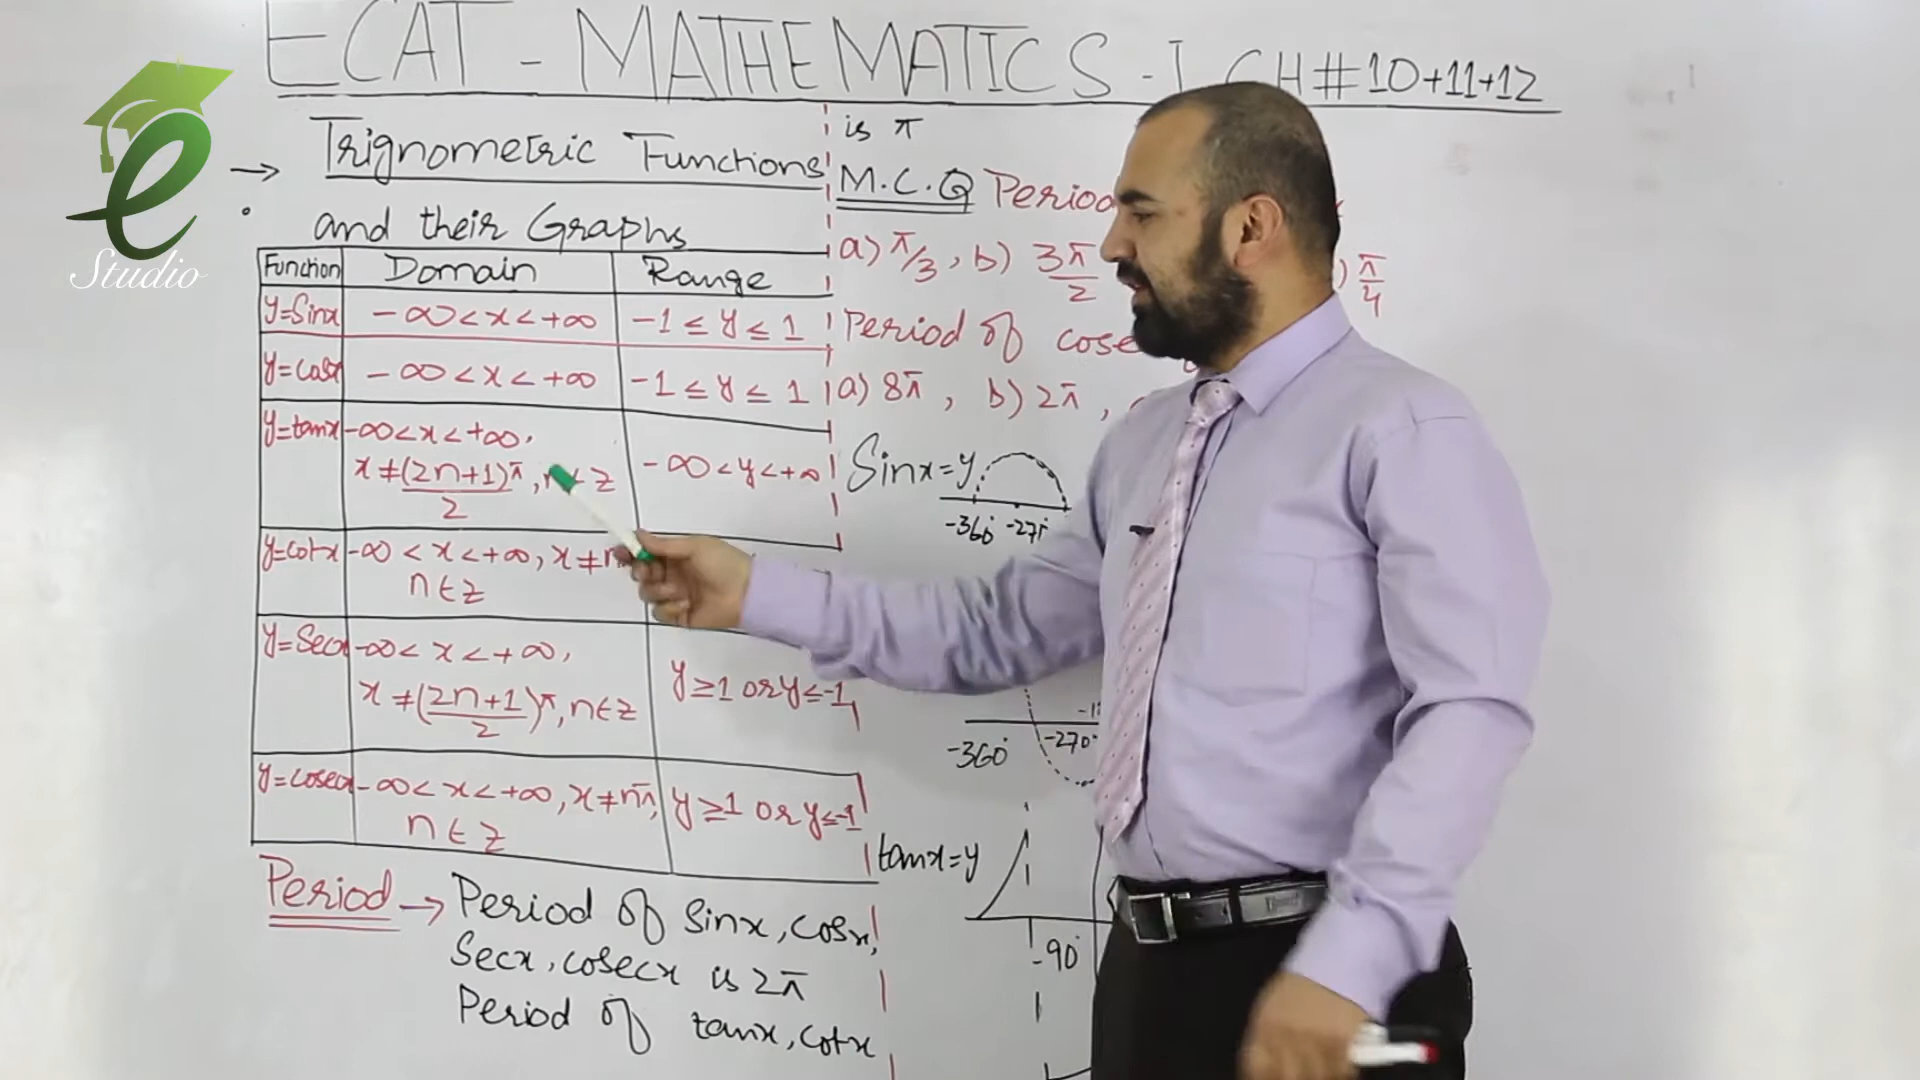 ECAT - MATHEMATICS - I CH#10+11+12
e
Studio
→ Trignometric Functions
and their Graphs
Function Domain Range
y=Sinx -∞<x<+∞ -1≤y≤1
y=cosx -∞<x<+∞ -1≤y≤1
y=tanx -∞<x<+∞,
x≠(2n+1)π/2, n∈z -∞<y<+∞
y=cotx -∞<x<+∞, x≠n
n∈z
y=Secx -∞<x<+∞,
x≠(2n+1/2)π, n∈z y≥1 or y≤-1
y=cosecx -∞<x<+∞, x≠nπ, y≥1 or y≤-1
n∈z
Period → Period of Sinx, cosx,
Secx, cosecx is 2π
Period of tanx, cotx
is π
M.C.Q Period
a) π/3, b) 3π/2 ) π/4
Period of cose
a) 8π, b) 2π,
Sinx=y
-360° -270°
-360° -270°
tanx=y
-90°